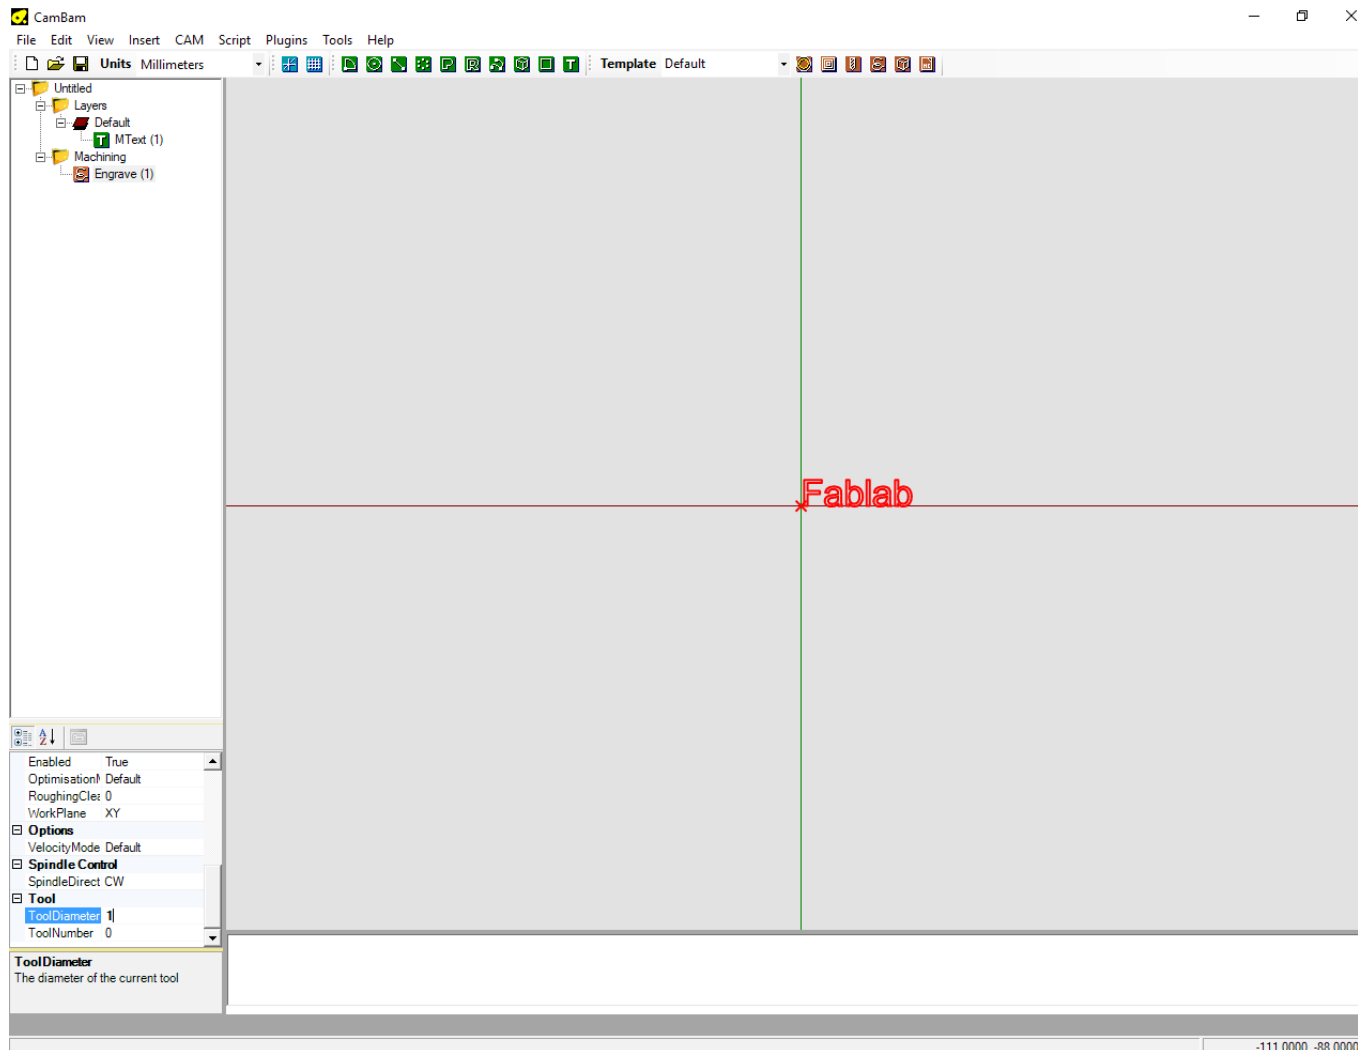 CamBam
File Edit View Insert CAM Script Plugins Tools Help
Units Millimeters Template Default
Untitled
Layers
Default
MText (1)
Machining
Engrave (1)
Fablab
Enabled True
OptimisationM Default
RoughingClea 0
WorkPlane XY
Options
VelocityMode Default
Spindle Control
SpindleDirect CW
Tool
ToolDiameter 1
ToolNumber 0
ToolDiameter
The diameter of the current tool
-111.0000, -88.0000